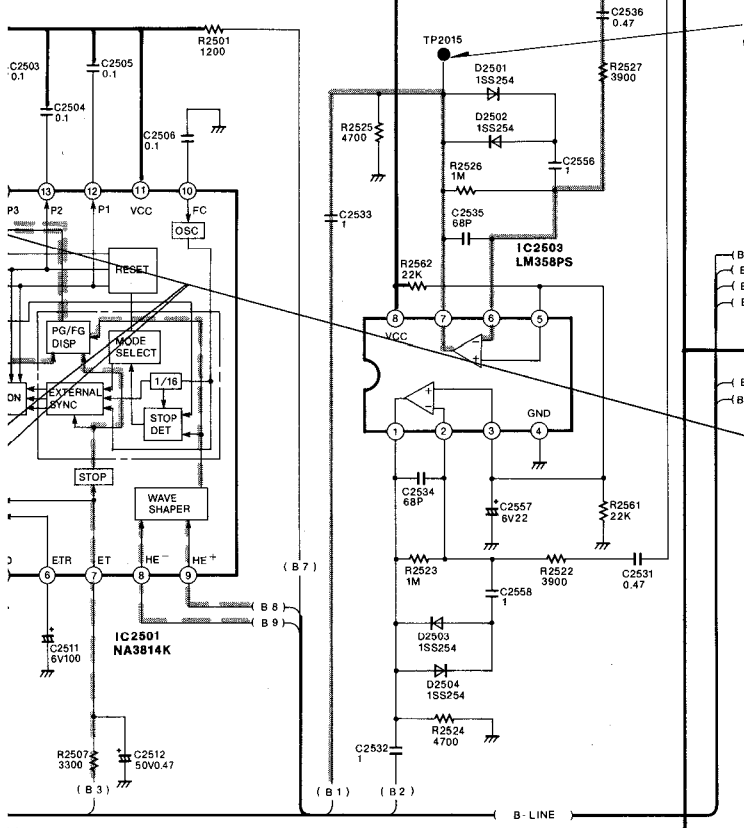 C2536
0.47
TP2015
R2501
1200
C2503
0.1
C2505
0.1
D2501
1SS254
R2527
3900
C2504
0.1
C2506
0.1
R2525
4700
D2502
1SS254
R2526
1M
C2556
1
13
12
11
10
P3
P2
P1
VCC
FC
C2533
1
C2535
68P
OSC
IC2503
LM358PS
R2562
22K
RESET
8
7
6
5
VCC
PG/FG
DISP
MODE
SELECT
−
+
1/16
ON
EXTERNAL
SYNC
STOP
DET
+
−
GND
1
2
3
4
STOP
WAVE
SHAPER
C2534
68P
+
C2557
6V22
R2561
22K
ETR
ET
HE−
HE+
(B7)
R2523
1M
R2522
3900
C2531
0.47
6
7
8
9
C2558
1
(B8)
(B9)
IC2501
NA3814K
+
C2511
6V100
D2503
1SS254
D2504
1SS254
R2524
4700
R2507
3300
+
C2512
50V0.47
C2532
1
(B3)
(B1)
(B2)
(B-LINE)
(B
(B
(B
(B
(B
(B